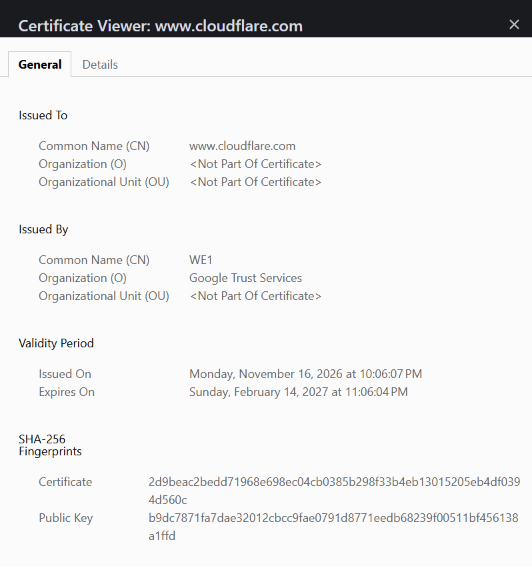 Certificate Viewer: www.cloudflare.com
General Details
Issued To
Common Name (CN) www.cloudflare.com
Organization (O) <Not Part Of Certificate>
Organizational Unit (OU) <Not Part Of Certificate>
Issued By
Common Name (CN) WE1
Organization (O) Google Trust Services
Organizational Unit (OU) <Not Part Of Certificate>
Validity Period
Issued On Monday, November 16, 2026 at 10:06:07 PM
Expires On Sunday, February 14, 2027 at 11:06:04 PM
SHA-256
Fingerprints
Certificate 2d9beac2bedd71968e698ec04cb0385b298f33b4eb13015205eb4df039
4d560c
Public Key b9dc7871fa7dae32012cbcc9fae0791d8771eedb68239f00511bf456138
a1ffd